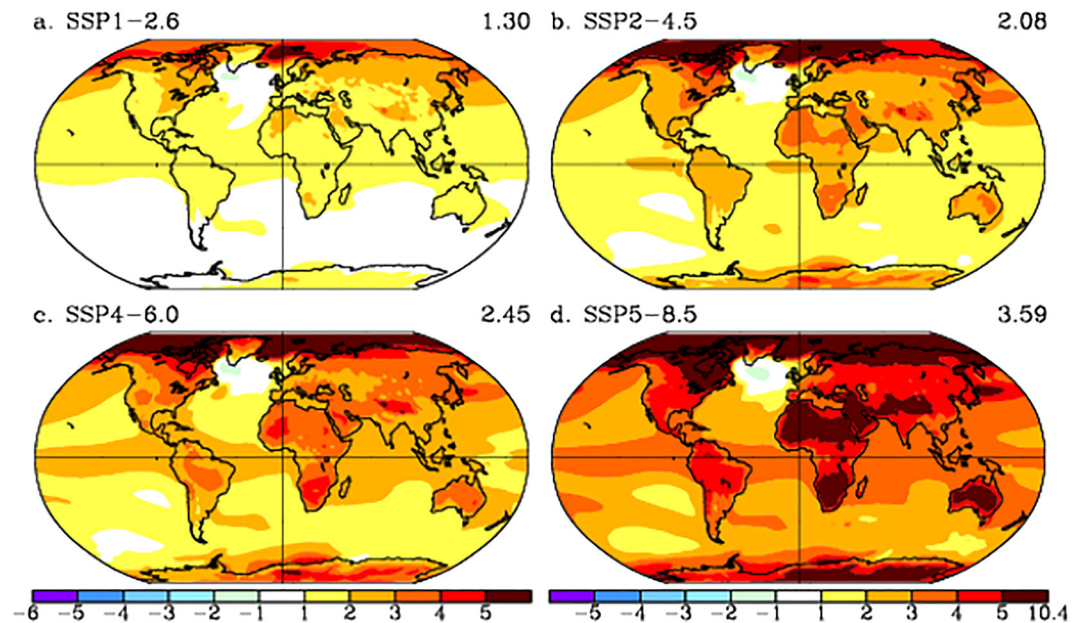 a. SSP1-2.6 1.30
b. SSP2-4.5 2.08
c. SSP4-6.0 2.45
d. SSP5-8.5 3.59
-6 -5 -4 -3 -2 -1 1 2 3 4 5
-5 -4 -3 -2 -1 1 2 3 4 5 10.4